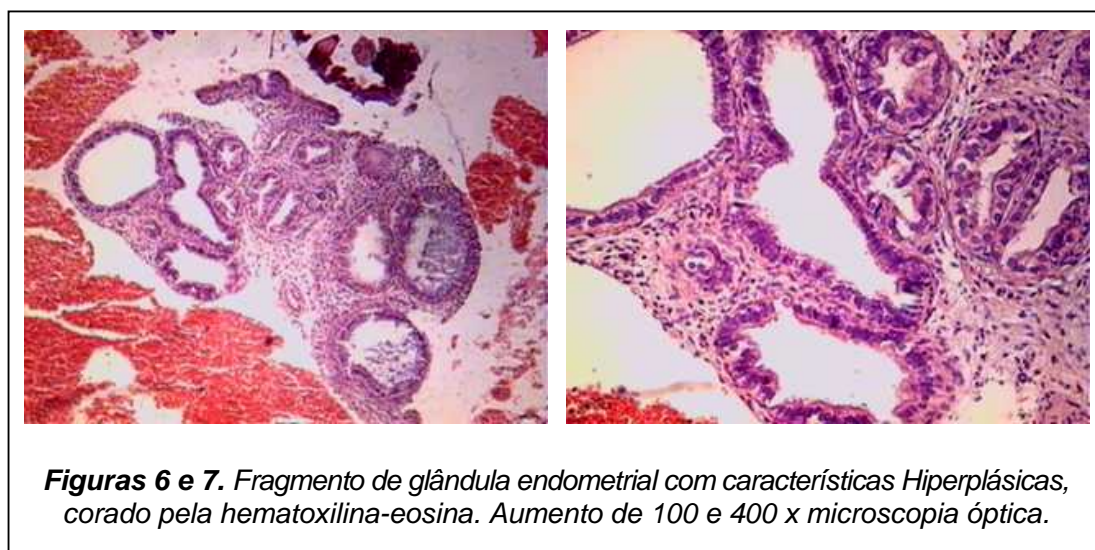 Figuras 6 e 7. Fragmento de glândula endometrial com características Hiperplásicas,
corado pela hematoxilina-eosina. Aumento de 100 e 400 x microscopia óptica.